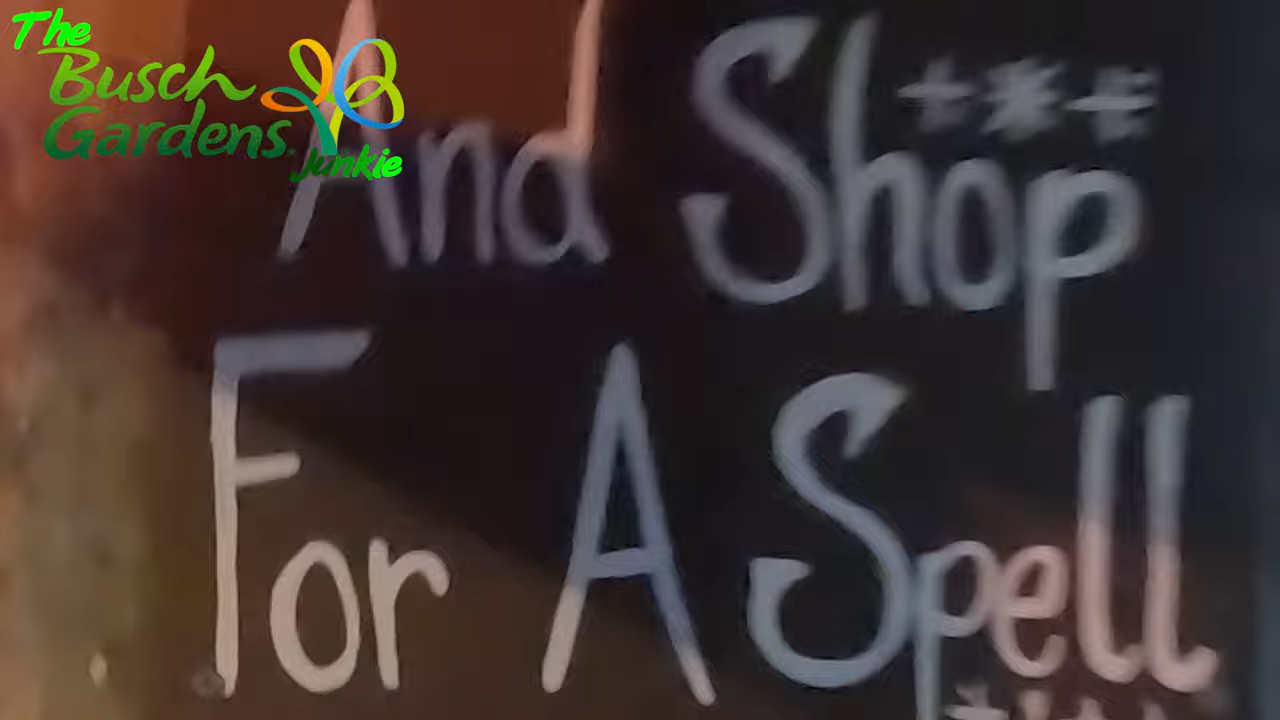 The
Busch
Gardens
Junkie
And Shop
For A Spell